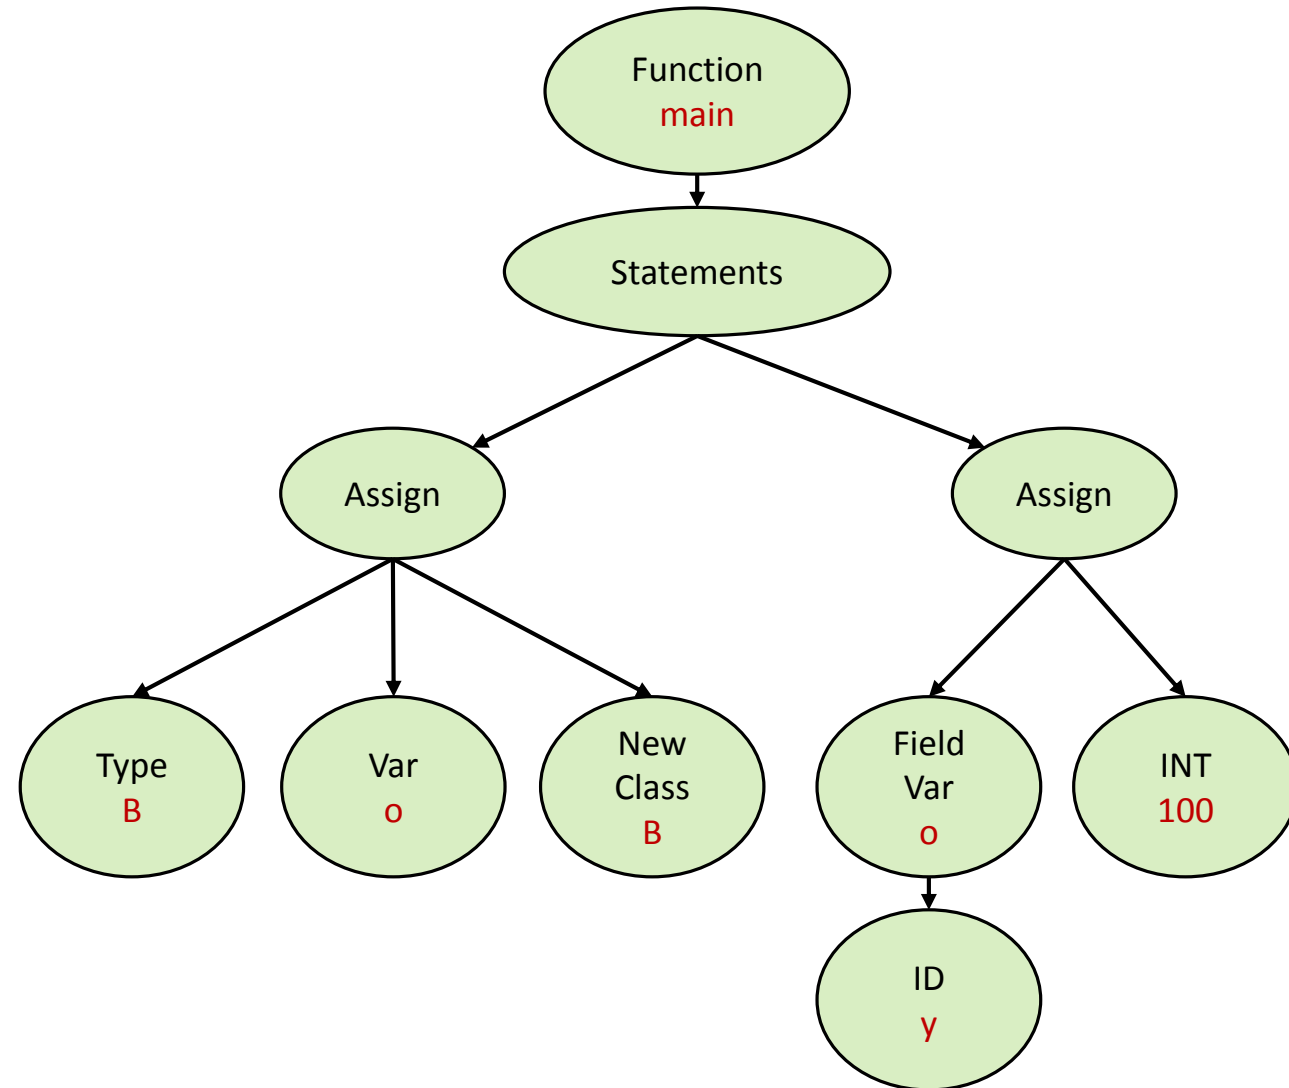 Function
main
Statements
Assign
Assign
Type
B
Var
o
New
Class
B
Field
Var
o
INT
100
ID
y